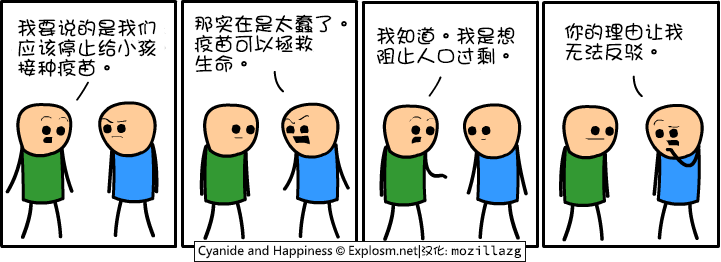 我要说的是我们
应该停止给小孩
接种疫苗。
那实在是太蠢了。
疫苗可以拯救
生命。
我知道。我是想
阻止人口过剩。
你的理由让我
无法反驳。
Cyanide and Happiness © Explosm.net|汉化: mozillazg